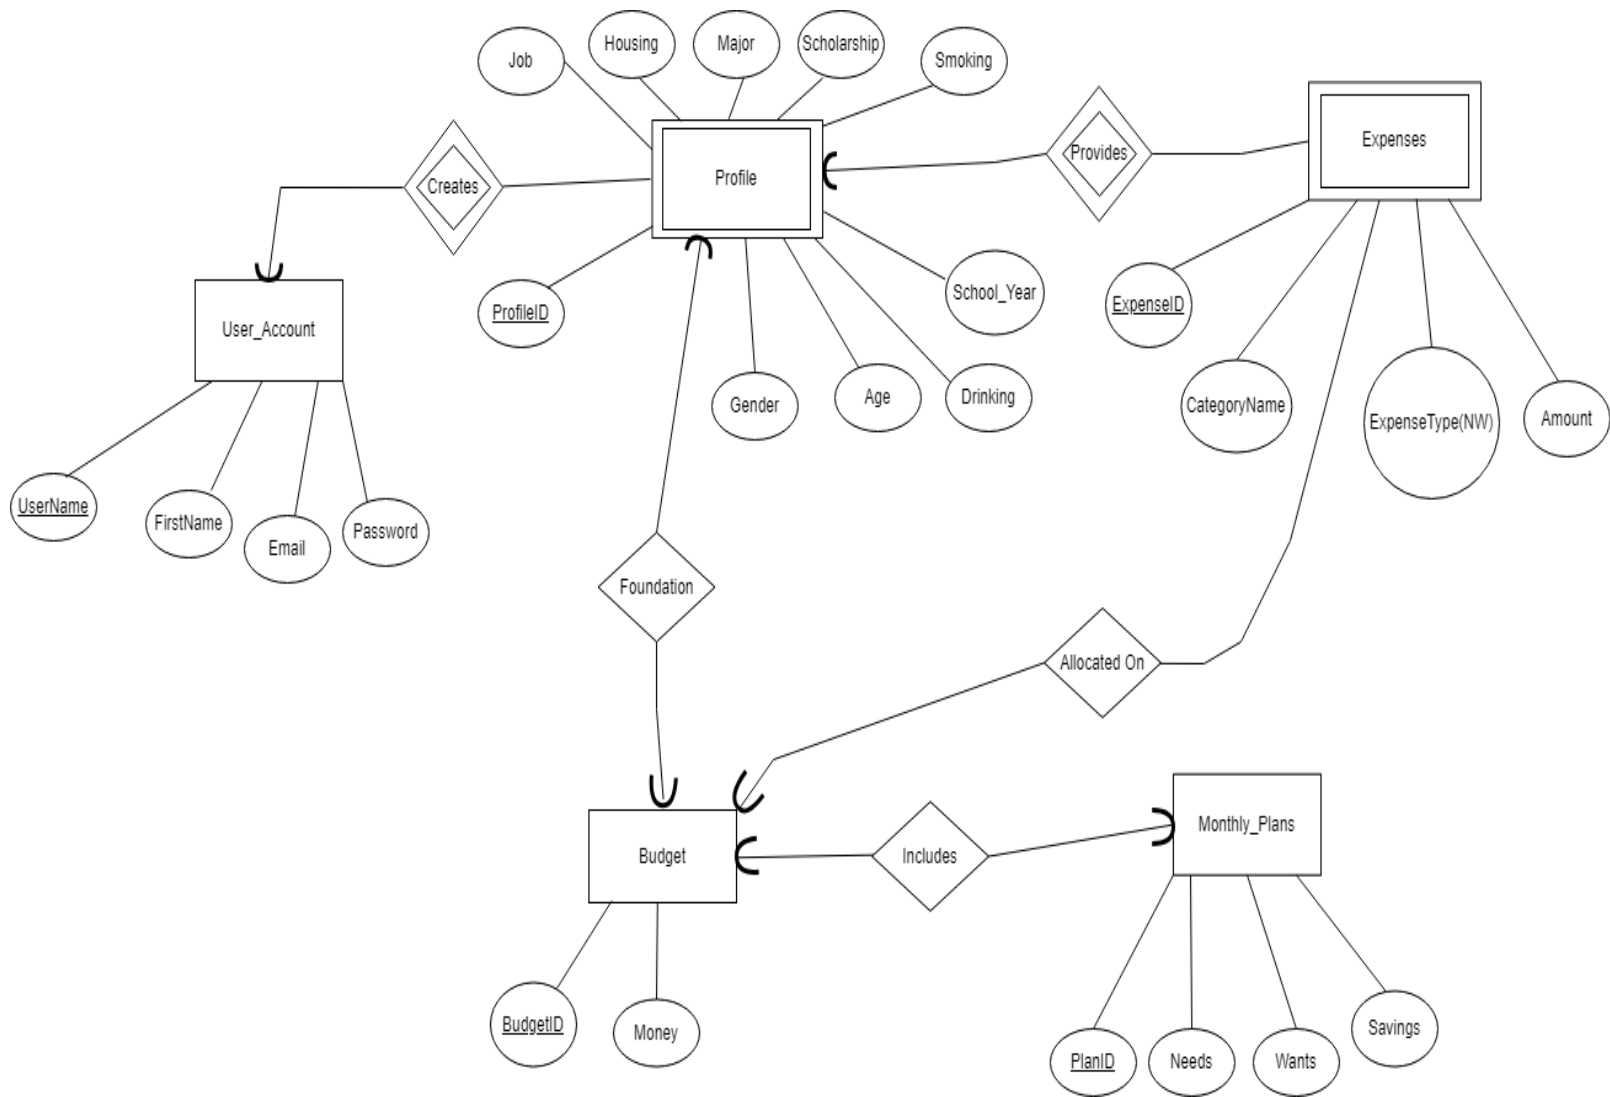 Job
Housing
Major
Scholarship
Smoking
Creates
Profile
Provides
Expenses
User_Account
ProfileID
School_Year
ExpenseID
Gender
Age
Drinking
CategoryName
ExpenseType(NW)
Amount
UserName
FirstName
Email
Password
Foundation
Allocated On
Budget
Includes
Monthly_Plans
BudgetID
Money
PlanID
Needs
Wants
Savings